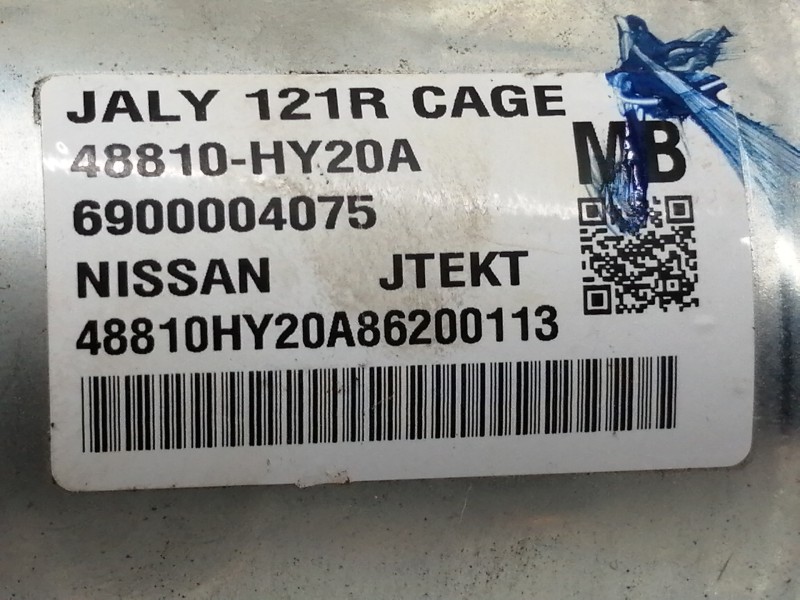 JALY 121R CAGE
48810-HY20A
MB
6900004075
NISSAN JTEKT
48810HY20A86200113